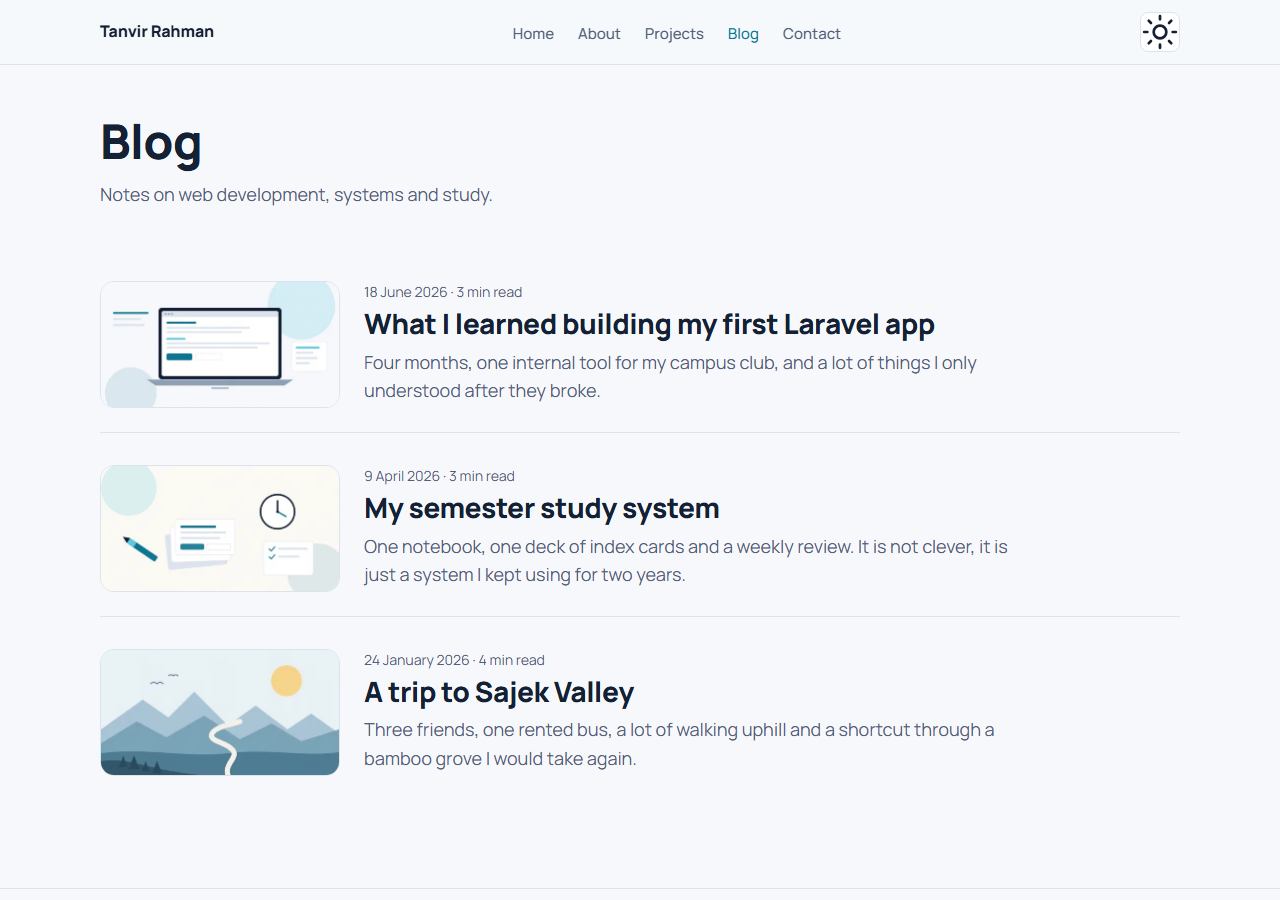 Tanvir Rahman
Home
About
Projects
Blog
Contact
Blog
Notes on web development, systems and study.
18 June 2026 · 3 min read
What I learned building my first Laravel app
Four months, one internal tool for my campus club, and a lot of things I only
understood after they broke.
9 April 2026 · 3 min read
My semester study system
One notebook, one deck of index cards and a weekly review. It is not clever, it is
just a system I kept using for two years.
24 January 2026 · 4 min read
A trip to Sajek Valley
Three friends, one rented bus, a lot of walking uphill and a shortcut through a
bamboo grove I would take again.